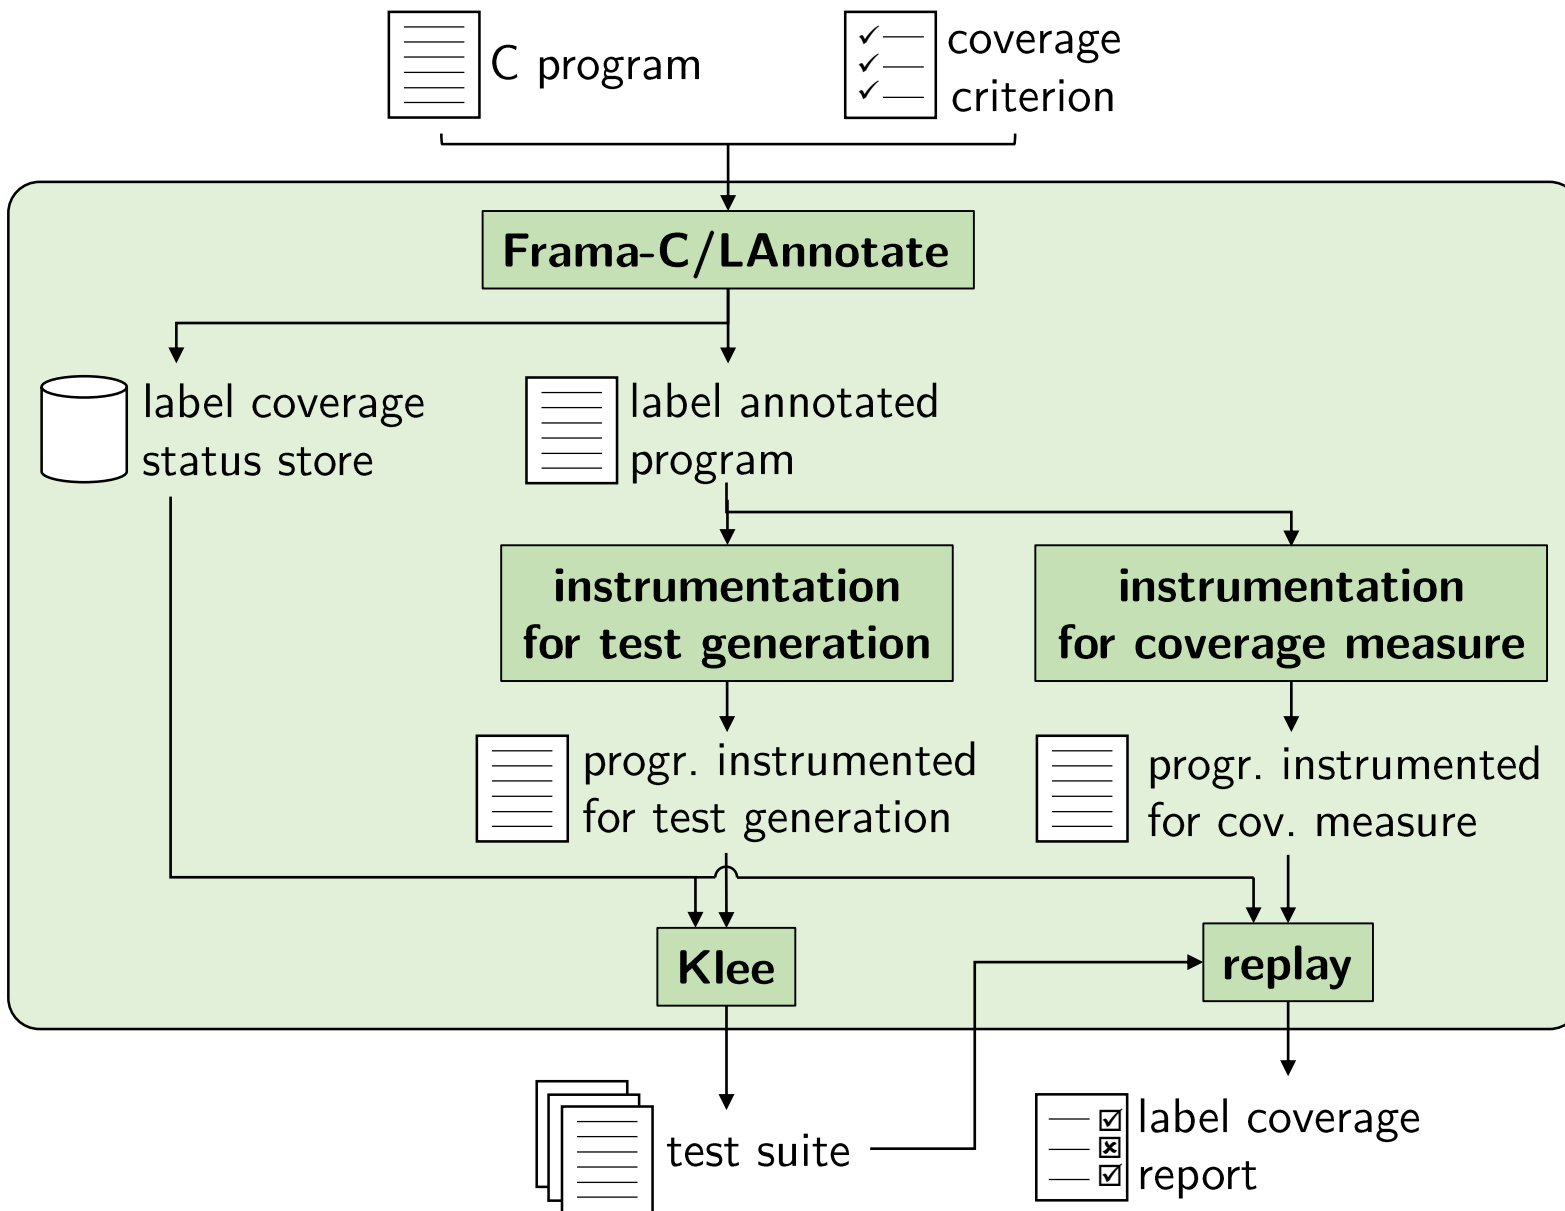 C program
coverage
criterion
Frama-C/LAnnotate
label coverage
status store
label annotated
program
instrumentation
for test generation
instrumentation
for coverage measure
progr. instrumented
for test generation
progr. instrumented
for cov. measure
Klee
replay
test suite
label coverage
report